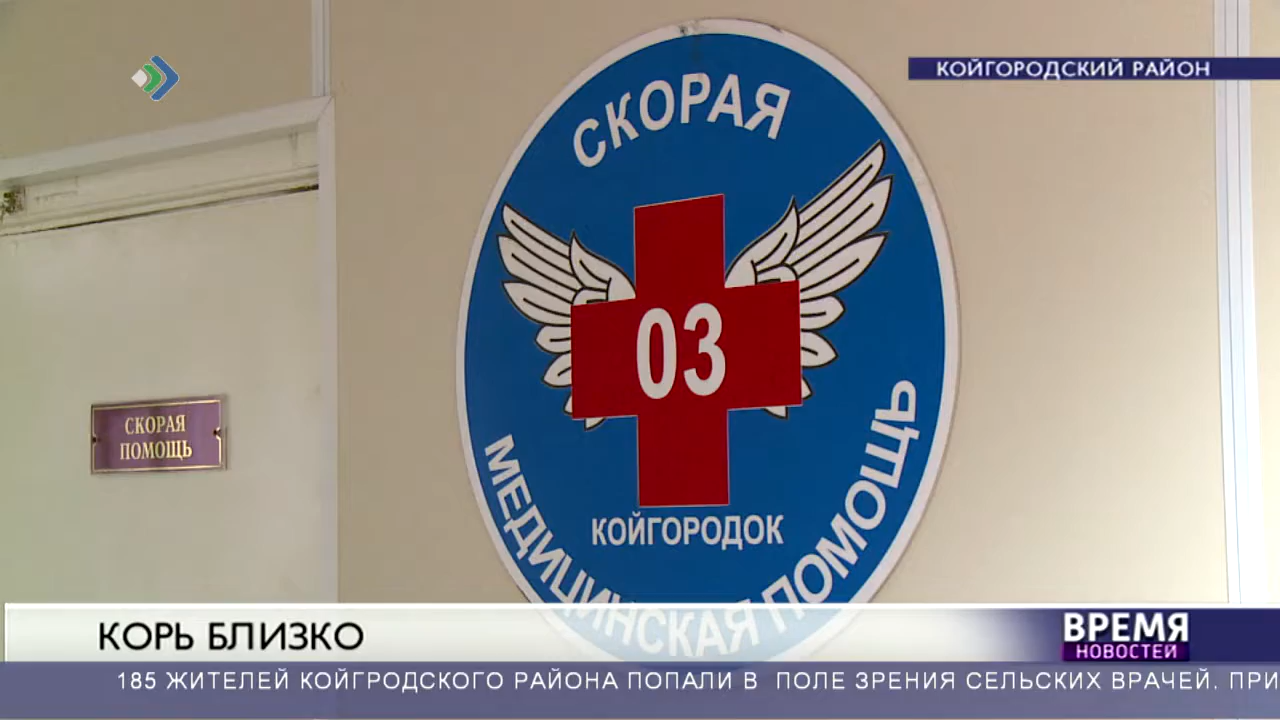 КОЙГОРОДСКИЙ РАЙОН
СКОРАЯ
03
КОЙГОРОДОК
МЕДИЦИНСКАЯ ПОМОЩЬ
СКОРАЯ
ПОМОЩЬ
КОРЬ БЛИЗКО
ВРЕМЯ
НОВОСТЕЙ
185 ЖИТЕЛЕЙ КОЙГРОДСКОГО РАЙОНА ПОПАЛИ В ПОЛЕ ЗРЕНИЯ СЕЛЬСКИХ ВРАЧЕЙ. ПРИ